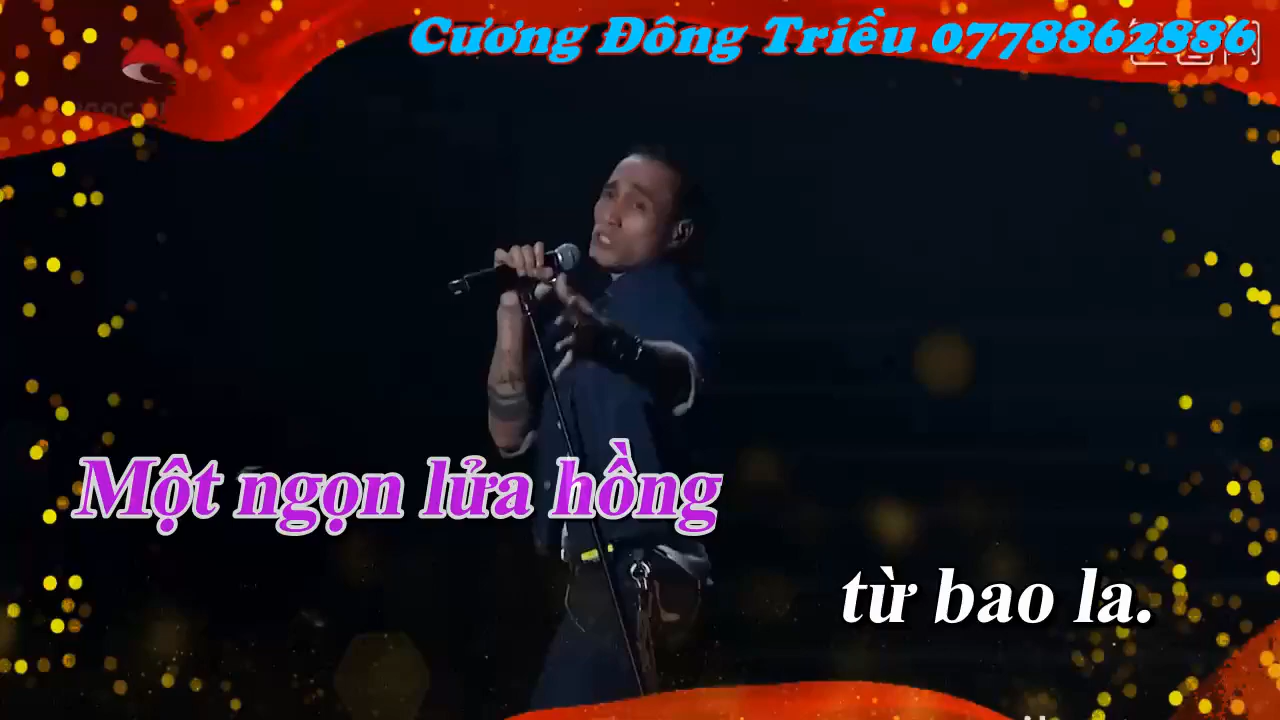 Cương Đông Triều 0778862886
Một ngọn lửa hồng
từ bao la.